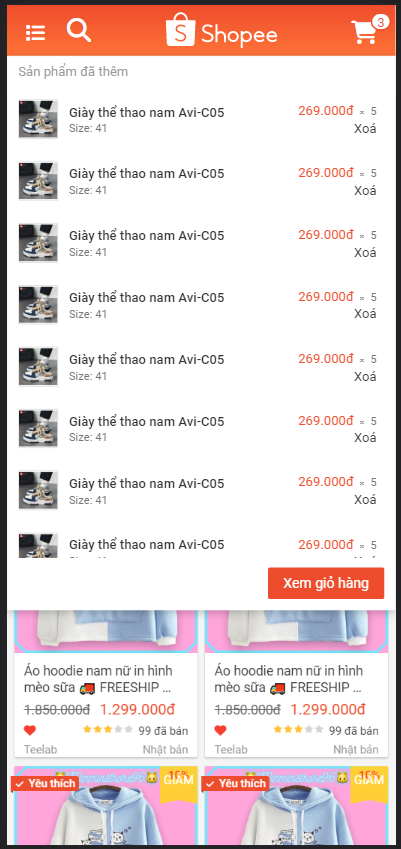 3
Shopee
Sản phẩm đã thêm
Giày thể thao nam Avi-C05 269.000đ × 5
Size: 41 Xoá
Giày thể thao nam Avi-C05 269.000đ × 5
Size: 41 Xoá
Giày thể thao nam Avi-C05 269.000đ × 5
Size: 41 Xoá
Giày thể thao nam Avi-C05 269.000đ × 5
Size: 41 Xoá
Giày thể thao nam Avi-C05 269.000đ × 5
Size: 41 Xoá
Giày thể thao nam Avi-C05 269.000đ × 5
Size: 41 Xoá
Giày thể thao nam Avi-C05 269.000đ × 5
Size: 41 Xoá
Giày thể thao nam Avi-C05 269.000đ × 5
Xem giỏ hàng
Áo hoodie nam nữ in hình
mèo sữa 🚚 FREESHIP ...
1.850.000đ 1.299.000đ
99 đã bán
Teelab Nhật bản
Áo hoodie nam nữ in hình
mèo sữa 🚚 FREESHIP ...
1.850.000đ 1.299.000đ
99 đã bán
Teelab Nhật bản
Yêu thích
GIẢM
Yêu thích
GIẢM